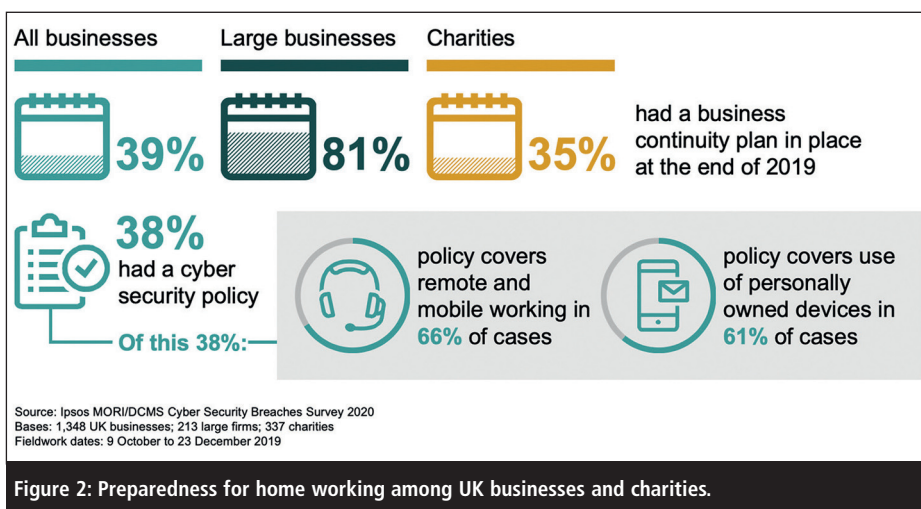 All businesses
Large businesses
Charities
39%
81%
35%
had a business
continuity plan in place
at the end of 2019
38%
had a cyber
security policy
Of this 38%:
policy covers
remote and
mobile working in
66% of cases
policy covers use
of personally
owned devices in
61% of cases
Source: Ipsos MORI/DCMS Cyber Security Breaches Survey 2020
Bases: 1,348 UK businesses; 213 large firms; 337 charities
Fieldwork dates: 9 October to 23 December 2019
Figure 2: Preparedness for home working among UK businesses and charities.